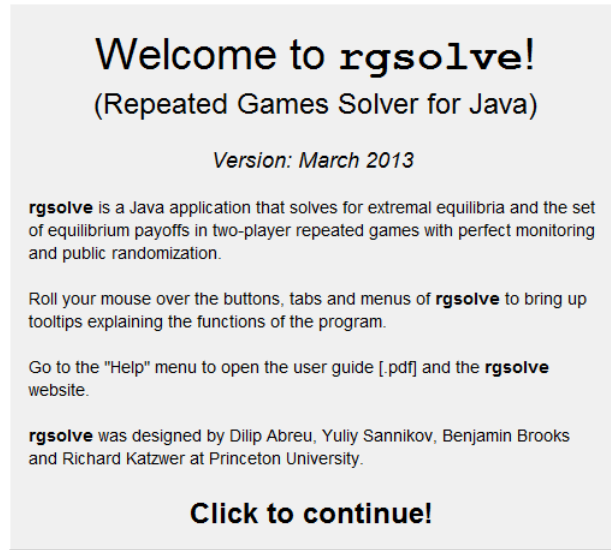 Welcome to rgsolve!
(Repeated Games Solver for Java)
Version: March 2013
rgsolve is a Java application that solves for extremal equilibria and the set
of equilibrium payoffs in two-player repeated games with perfect monitoring
and public randomization.
Roll your mouse over the buttons, tabs and menus of rgsolve to bring up
tooltips explaining the functions of the program.
Go to the "Help" menu to open the user guide [.pdf] and the rgsolve
website.
rgsolve was designed by Dilip Abreu, Yuliy Sannikov, Benjamin Brooks
and Richard Katzwer at Princeton University.
Click to continue!